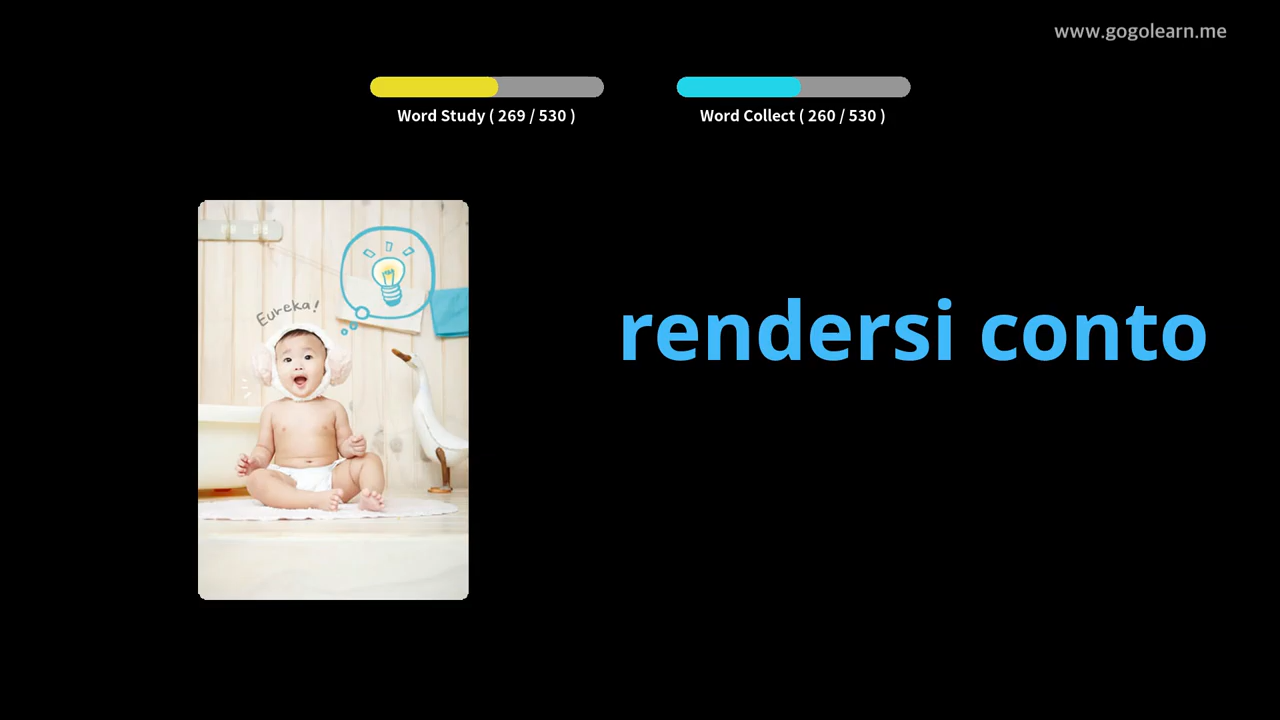 www.gogolearn.me
Word Study ( 269 / 530 )
Word Collect ( 260 / 530 )
Eureka!
rendersi conto